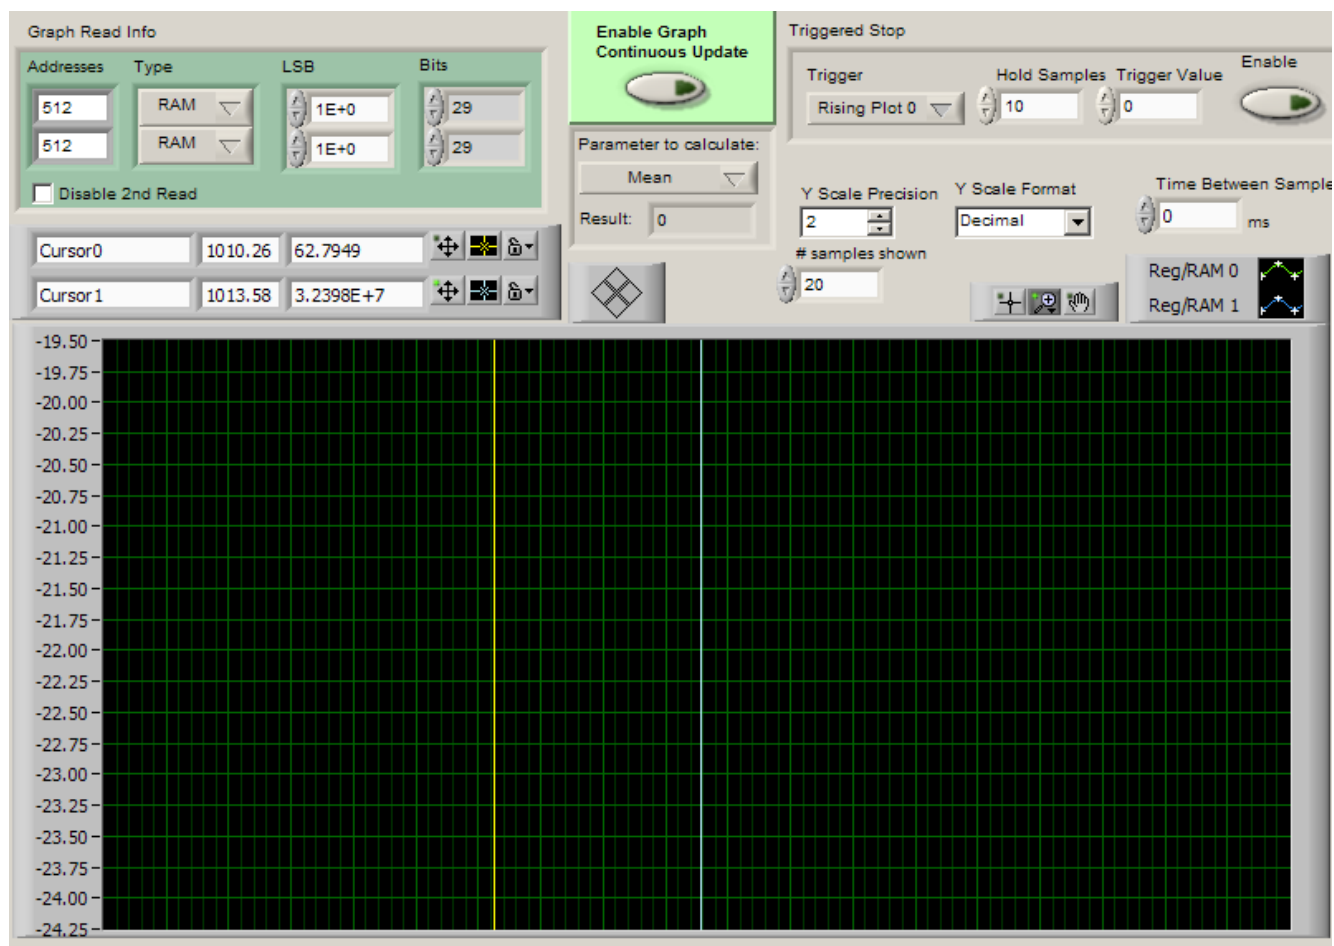 Graph Read Info
Addresses Type LSB Bits
512 RAM 1E+0 29
512 RAM 1E+0 29
Disable 2nd Read
Enable Graph
Continuous Update
Parameter to calculate:
Mean
Result: 0
Triggered Stop
Trigger Hold Samples Trigger Value Enable
Rising Plot 0 10 0
Y Scale Precision Y Scale Format Time Between Sample
2 Decimal 0 ms
# samples shown
20
Cursor0 1010.26 62.7949
Cursor1 1013.58 3.2398E+7
Reg/RAM 0
Reg/RAM 1
-19.50
-19.75
-20.00
-20.25
-20.50
-20.75
-21.00
-21.25
-21.50
-21.75
-22.00
-22.25
-22.50
-22.75
-23.00
-23.25
-23.50
-23.75
-24.00
-24.25